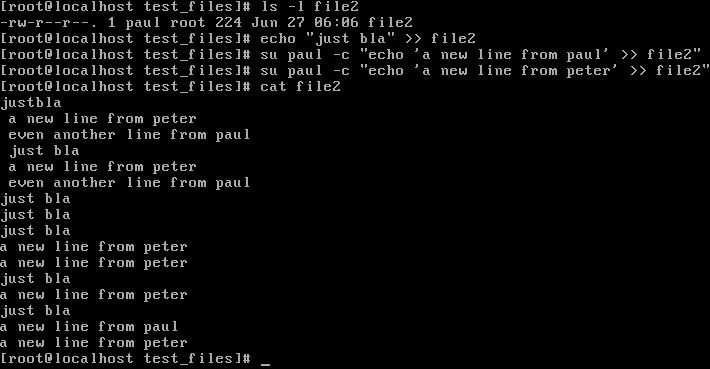 [root@localhost test_files]# ls -l file2
-rw-r--r--. 1 paul root 224 Jun 27 06:06 file2
[root@localhost test_files]# echo "just bla" >> file2
[root@localhost test_files]# su paul -c "echo 'a new line from paul' >> file2"
[root@localhost test_files]# su paul -c "echo 'a new line from peter' >> file2"
[root@localhost test_files]# cat file2
justbla
 a new line from peter
 even another line from paul
 just bla
 a new line from peter
 even another line from paul
just bla
just bla
just bla
a new line from peter
a new line from peter
just bla
a new line from peter
just bla
a new line from paul
a new line from peter
[root@localhost test_files]# _